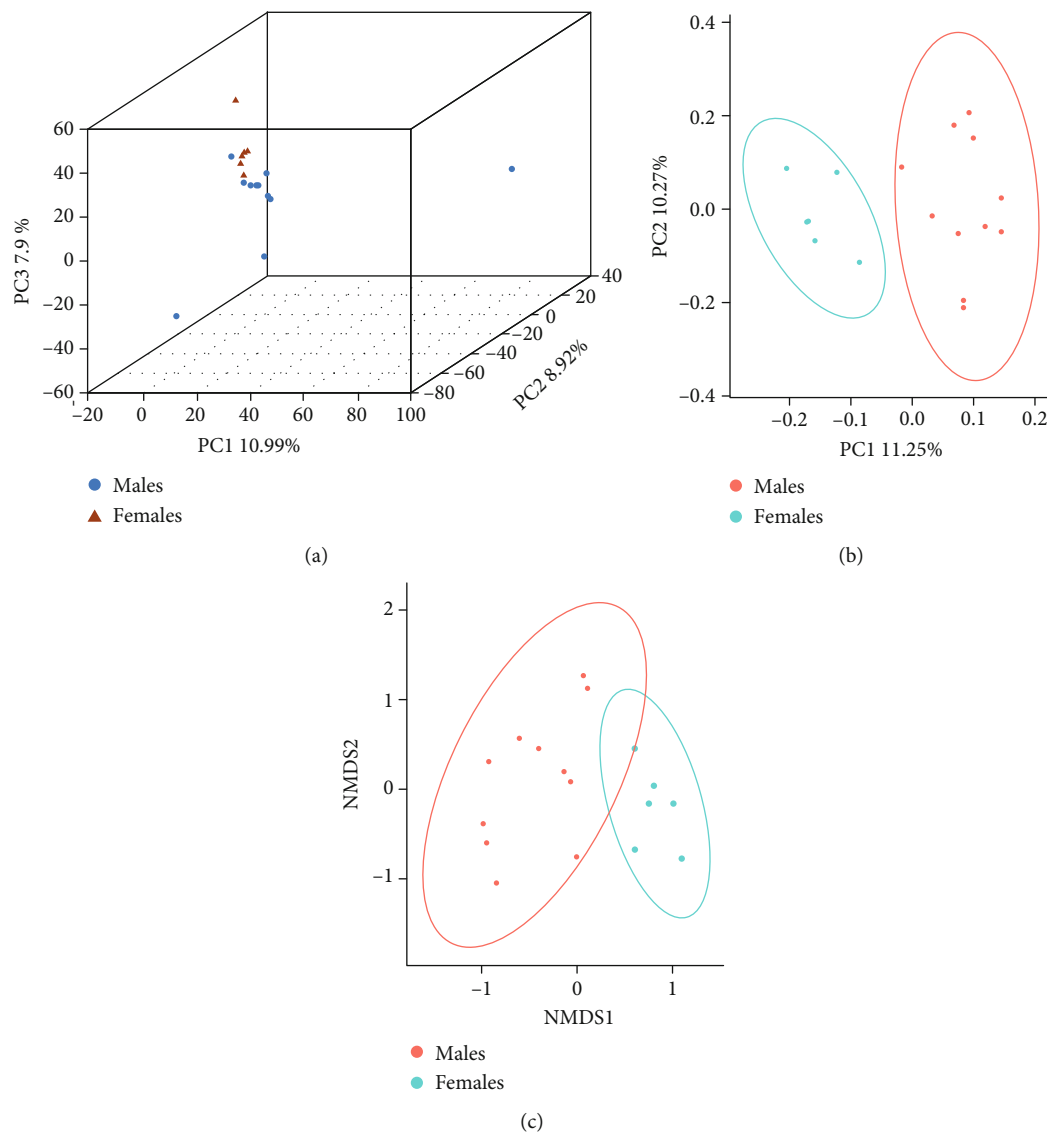 60
40
20
0
−20
−40
−60
PC3 7.9 %
−20
0
20
40
60
80
100
PC1 10.99%
40
20
0
−20
−40
−60
−80
PC2 8.92%
Males
Females
(a)
0.4
0.2
0.0
−0.2
−0.4
PC2 10.27%
−0.2
−0.1
0.0
0.1
0.2
PC1 11.25%
Males
Females
(b)
2
1
0
−1
NMDS2
−1
0
1
NMDS1
Males
Females
(c)